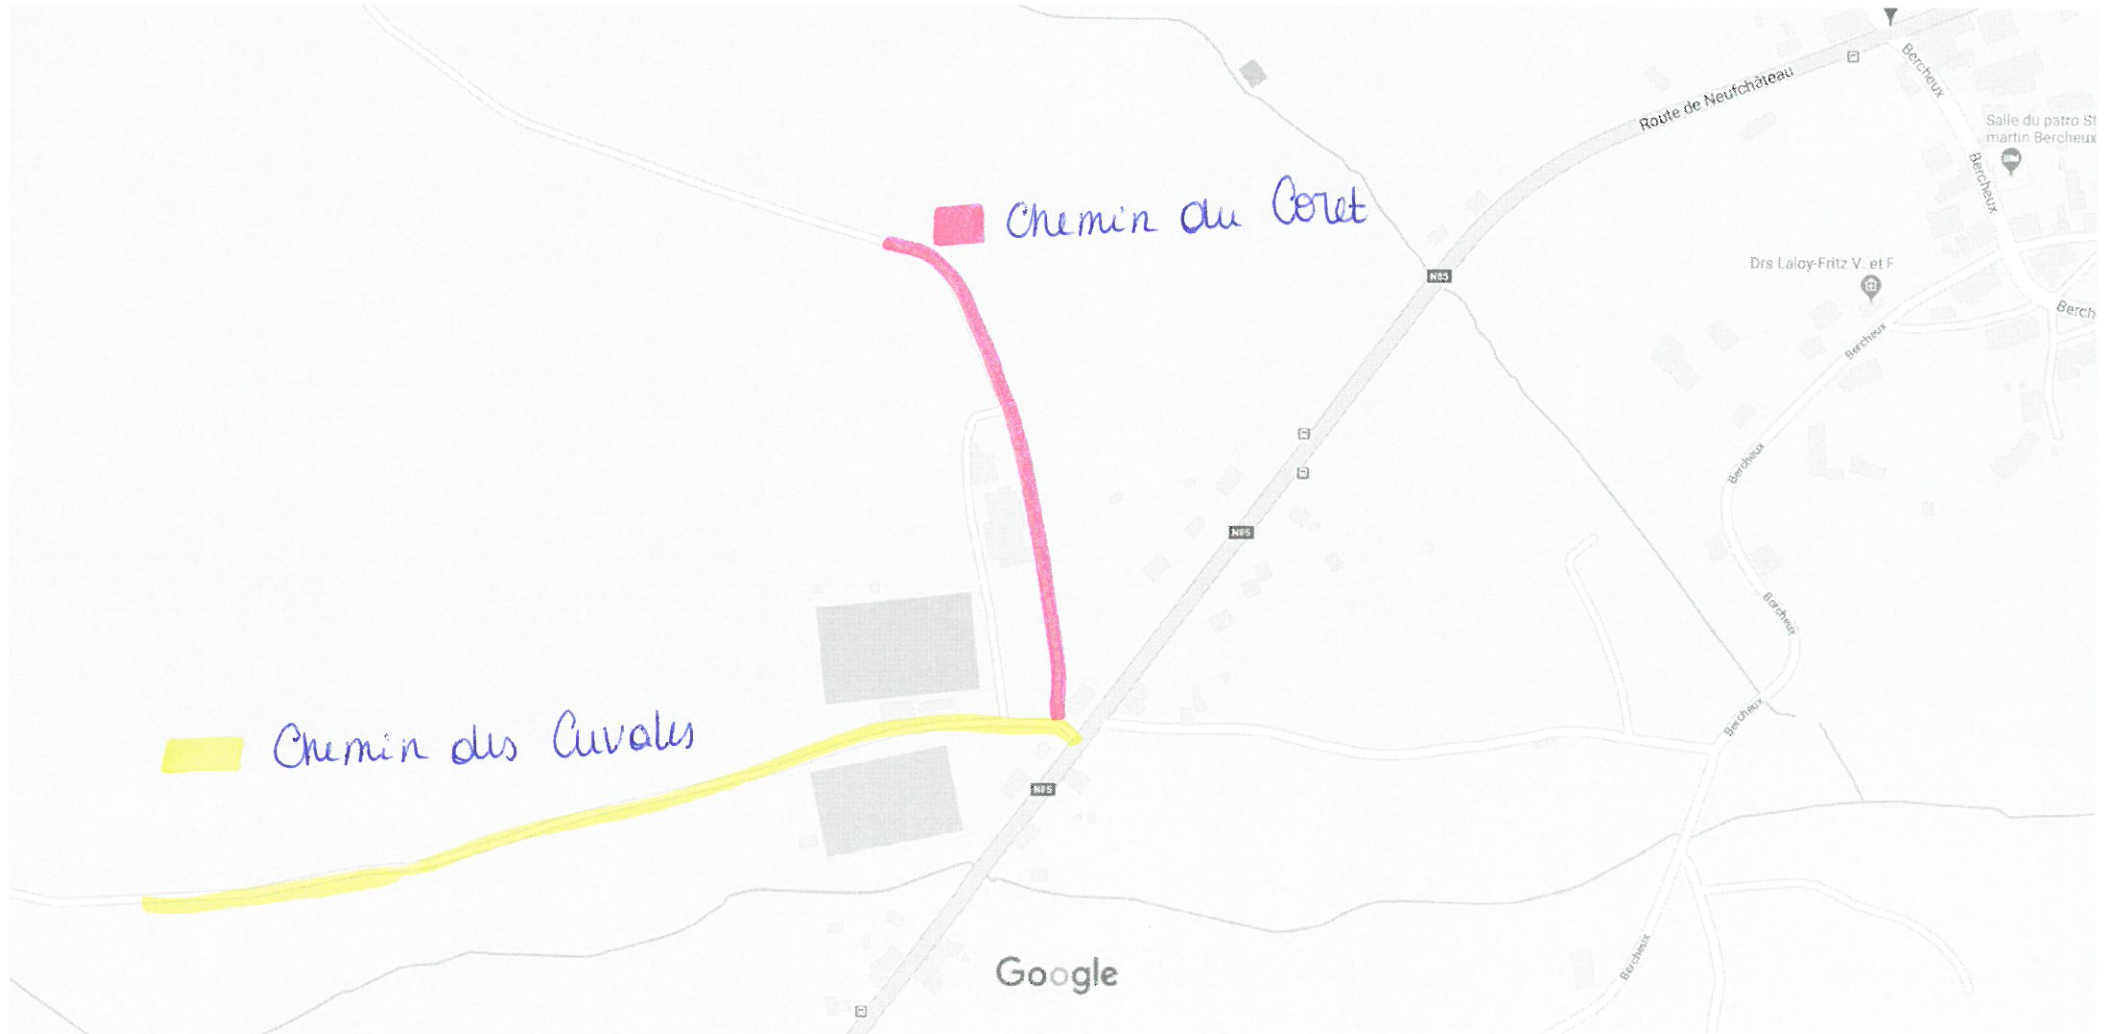 Route de Neufchâteau
Bercheux
Salle du patro St
martin Bercheux
Bercheux
Chemin du Coret
Drs Laloy-Fritz V. et F
N85
Berch
Bercheux
Bercheux
N85
Bercheux
Chemin des Cuvales
Bercheux
N85
Bercheux
Google